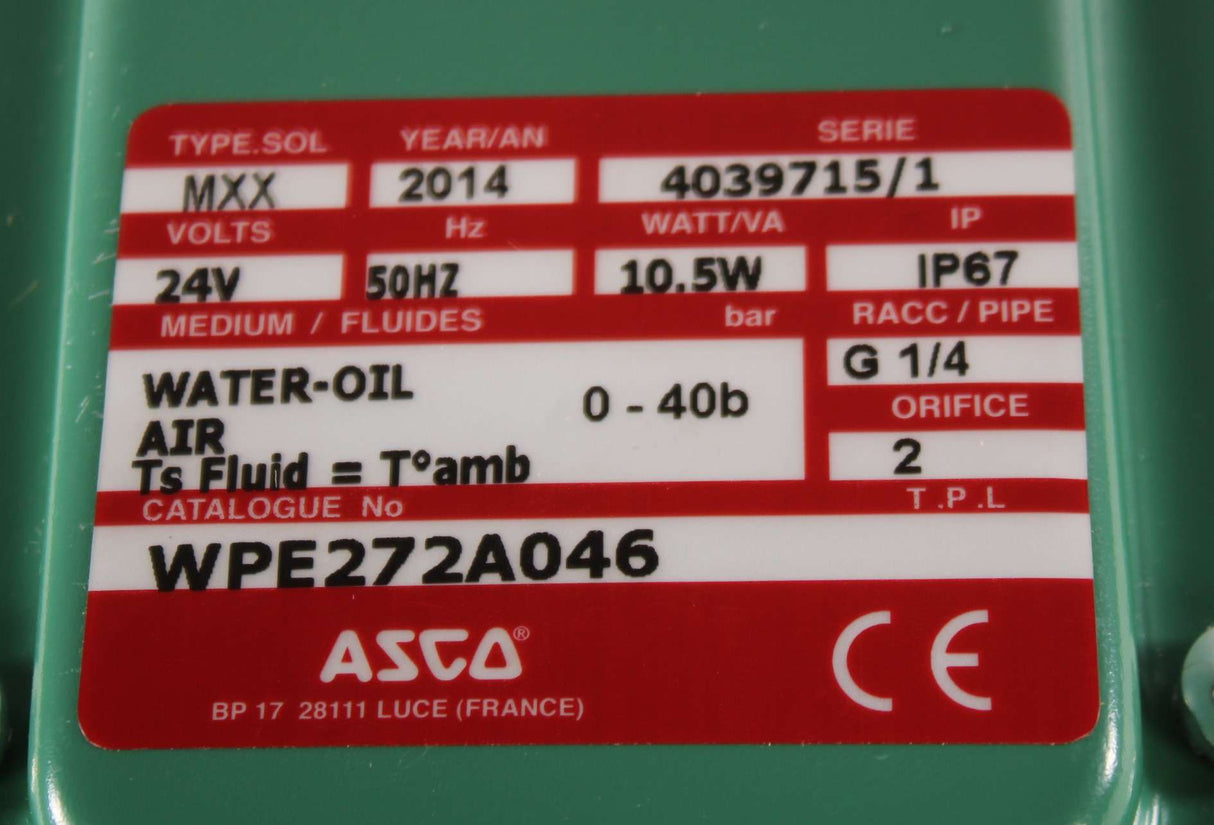 TYPE.SOL YEAR/AN SERIE
MXX 2014 4039715/1
VOLTS Hz WATT/VA IP
24V 50HZ 10.5W IP67
MEDIUM / FLUIDES bar RACC / PIPE
WATER-OIL 0 - 40b G 1/4
AIR ORIFICE
Ts Fluid = T°amb 2
CATALOGUE No T.P.L
WPE272A046
ASCO®
BP 17 28111 LUCE (FRANCE)
CE